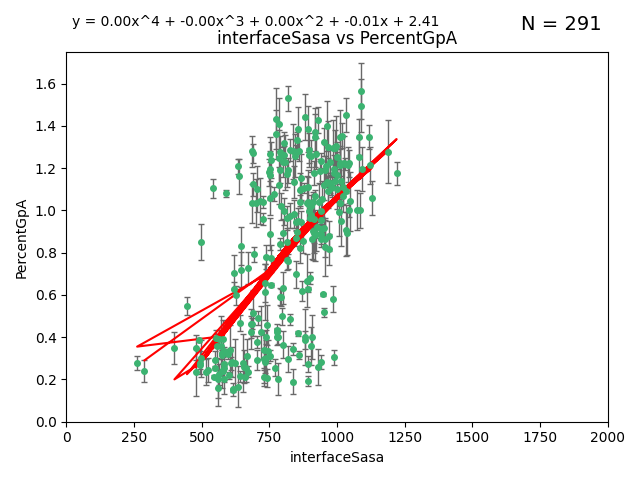 y = 0.00x^4 + -0.00x^3 + 0.00x^2 + -0.01x + 2.41
N = 291
interfaceSasa vs PercentGpA
1.6
1.4
1.2
1.0
0.8
0.6
0.4
0.2
0.0
PercentGpA
0 250 500 750 1000 1250 1500 1750 2000
interfaceSasa